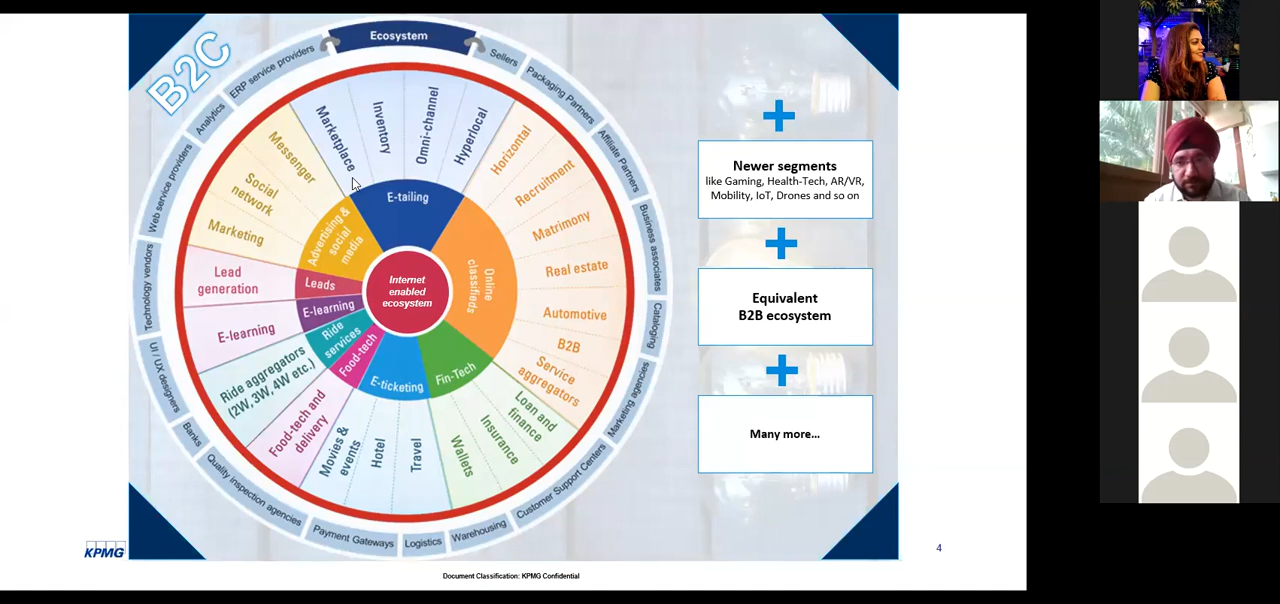 B2C
Ecosystem
Sellers
Packaging Partners
Affiliate Partners
Business associates
Cataloging
Marketing agencies
Customer Support Centers
Warehousing
Logistics
Payment Gateways
Quality inspection agencies
Banks
UI / UX designers
Technology vendors
Web service providers
Analytics
ERP service providers
Marketplace
Inventory
Omni-channel
Hyperlocal
E-tailing
Horizontal
Recruitment
Matrimony
Real estate
Automotive
B2B
Service
aggregators
Online
classifieds
Loan and
finance
Insurance
Wallets
Fin-Tech
Travel
Hotel
Movies &
events
E-ticketing
Food-tech and
delivery
Food-tech
Ride aggregators
(2W, 3W, 4W etc.)
Ride
services
E-learning
E-learning
Lead
generation
Leads
Marketing
Social
network
Messenger
Advertising &
social
media
Internet
enabled
ecosystem
Newer segments
like Gaming, Health-Tech, AR/VR,
Mobility, IoT, Drones and so on
Equivalent
B2B ecosystem
Many more...
KPMG
4
Document Classification: KPMG Confidential